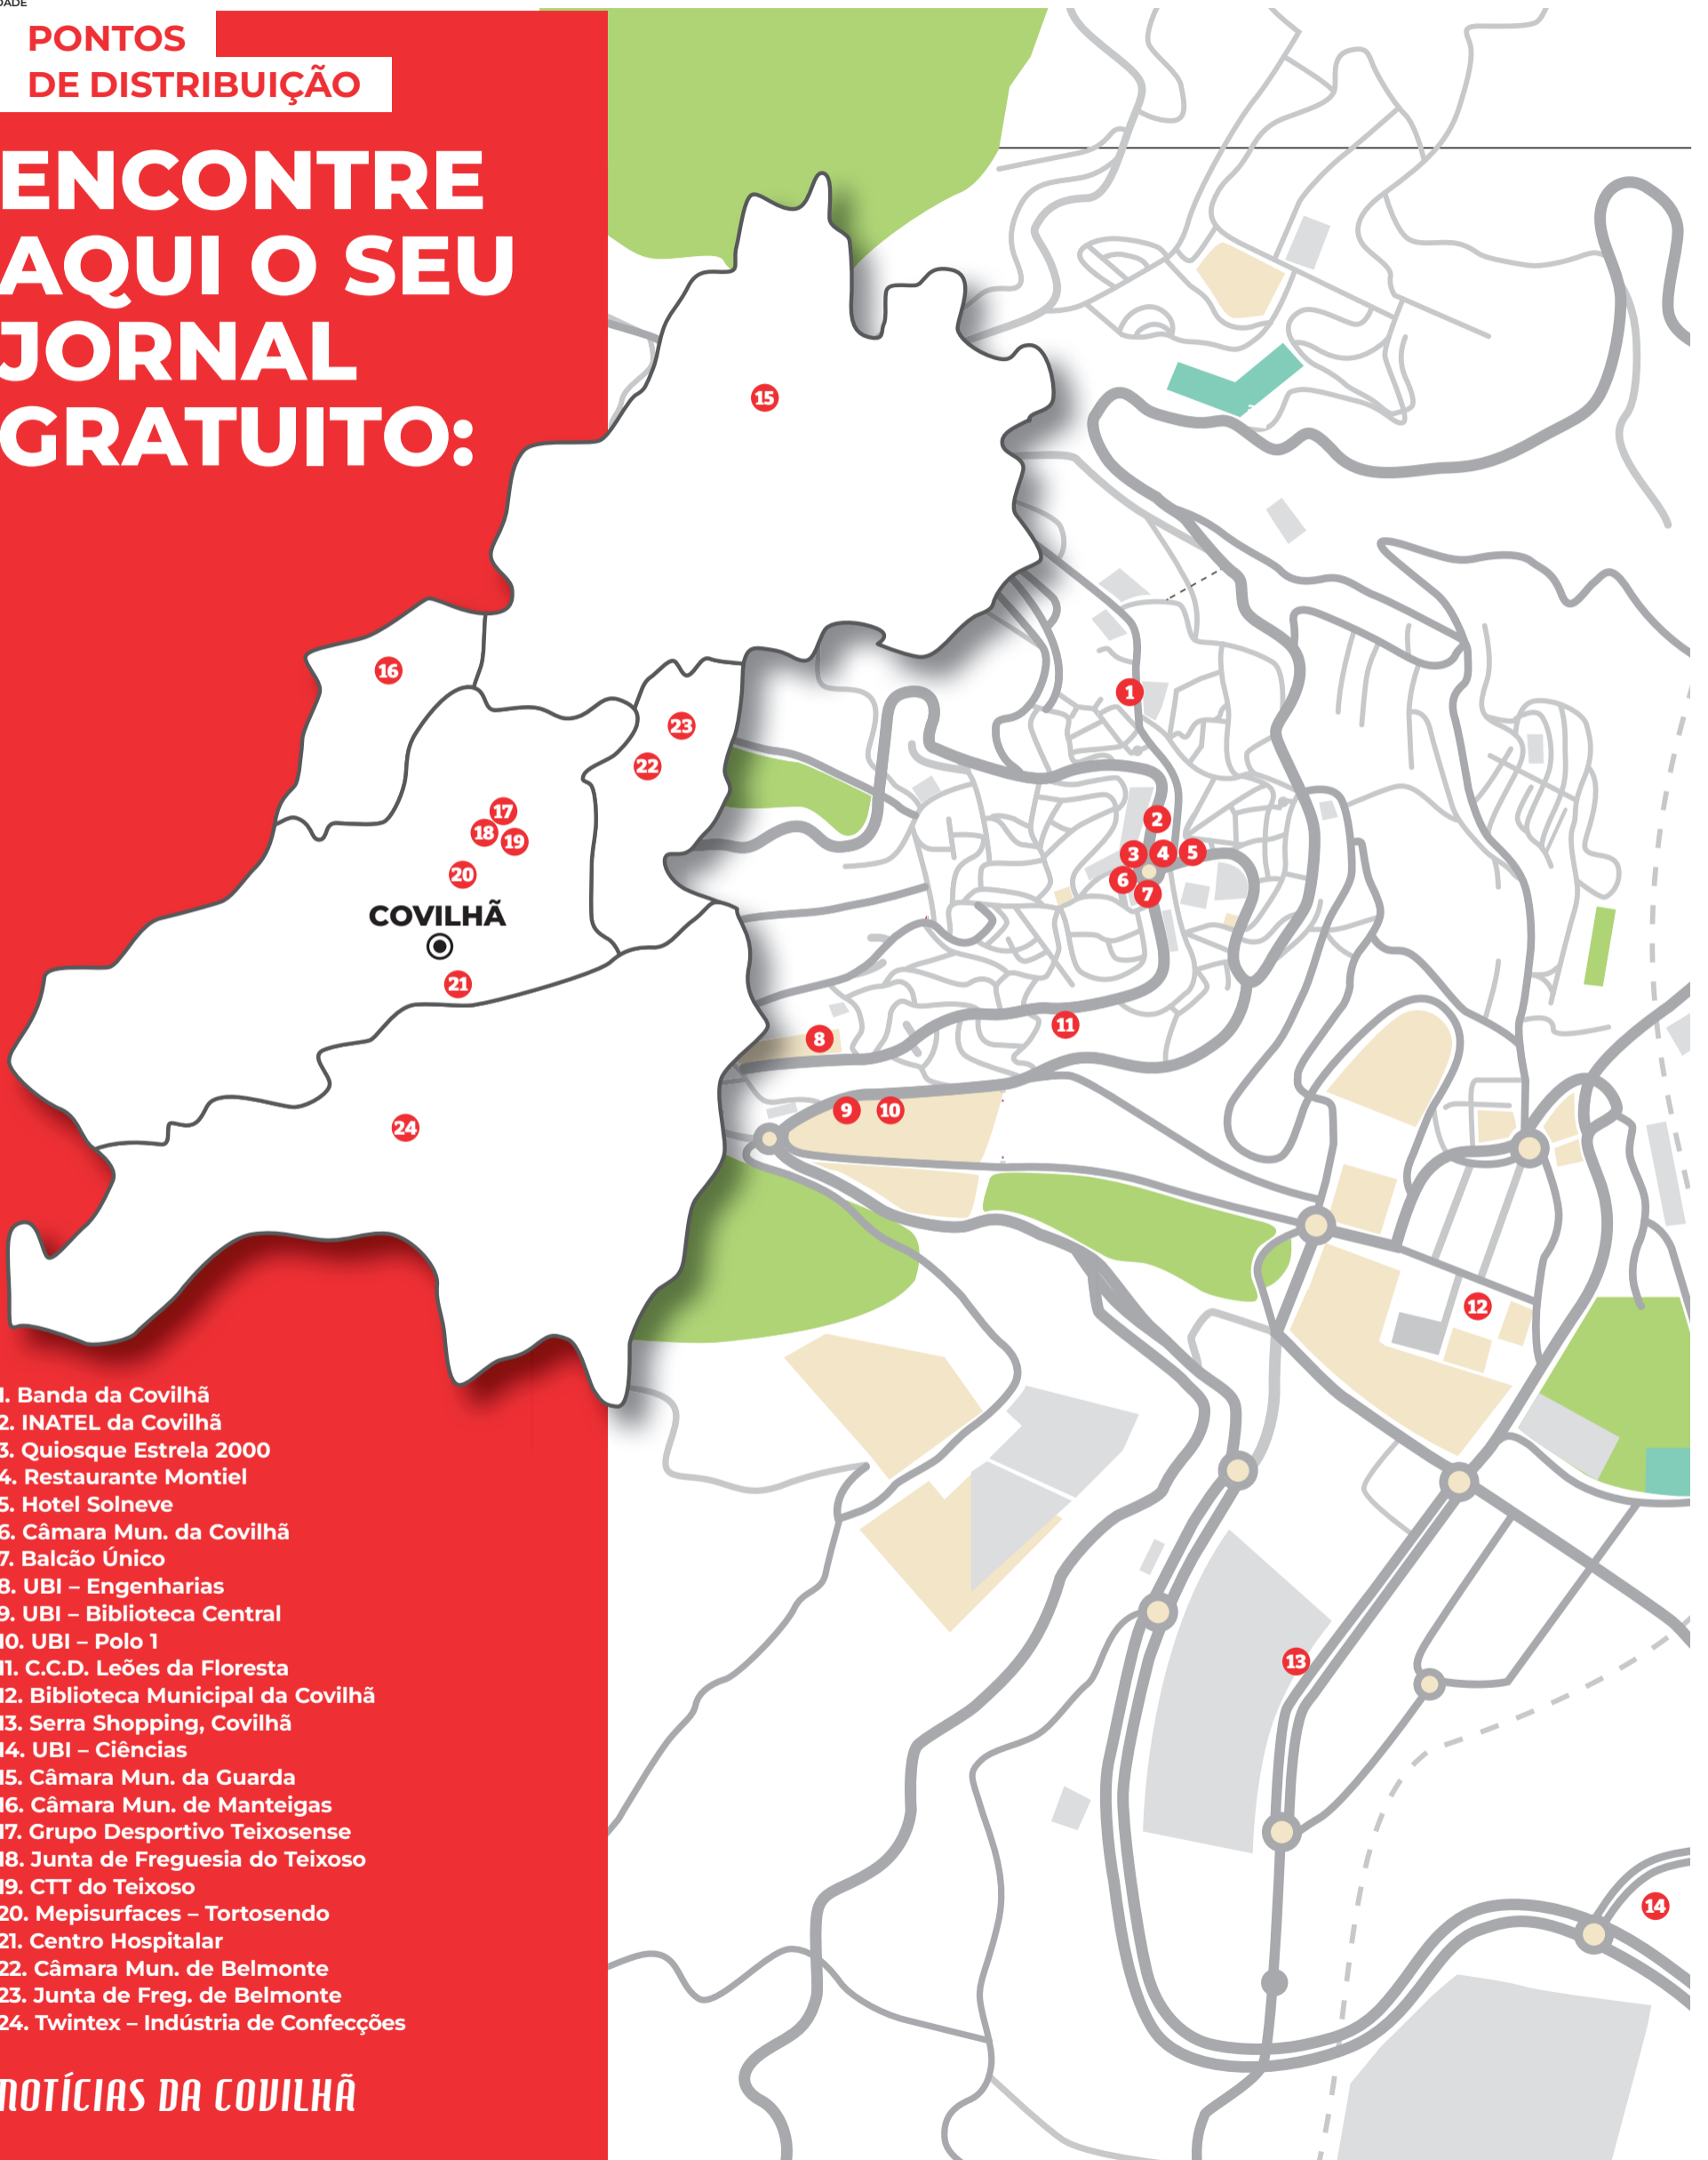 DADE
PONTOS
DE DISTRIBUIÇÃO
ENCONTRE
AQUI O SEU
JORNAL
GRATUITO:
15
16
1
23
22
17
18
19
2
3
4
5
20
6
7
COVILHÃ
21
11
8
9
10
24
12
13
14
1. Banda da Covilhã
2. INATEL da Covilhã
3. Quiosque Estrela 2000
4. Restaurante Montiel
5. Hotel Solneve
6. Câmara Mun. da Covilhã
7. Balcão Único
8. UBI – Engenharias
9. UBI – Biblioteca Central
10. UBI – Polo 1
11. C.C.D. Leões da Floresta
12. Biblioteca Municipal da Covilhã
13. Serra Shopping, Covilhã
14. UBI – Ciências
15. Câmara Mun. da Guarda
16. Câmara Mun. de Manteigas
17. Grupo Desportivo Teixosense
18. Junta de Freguesia do Teixoso
19. CTT do Teixoso
20. Mepisurfaces – Tortosendo
21. Centro Hospitalar
22. Câmara Mun. de Belmonte
23. Junta de Freg. de Belmonte
24. Twintex – Indústria de Confecções
NOTÍCIAS DA COVILHÃ